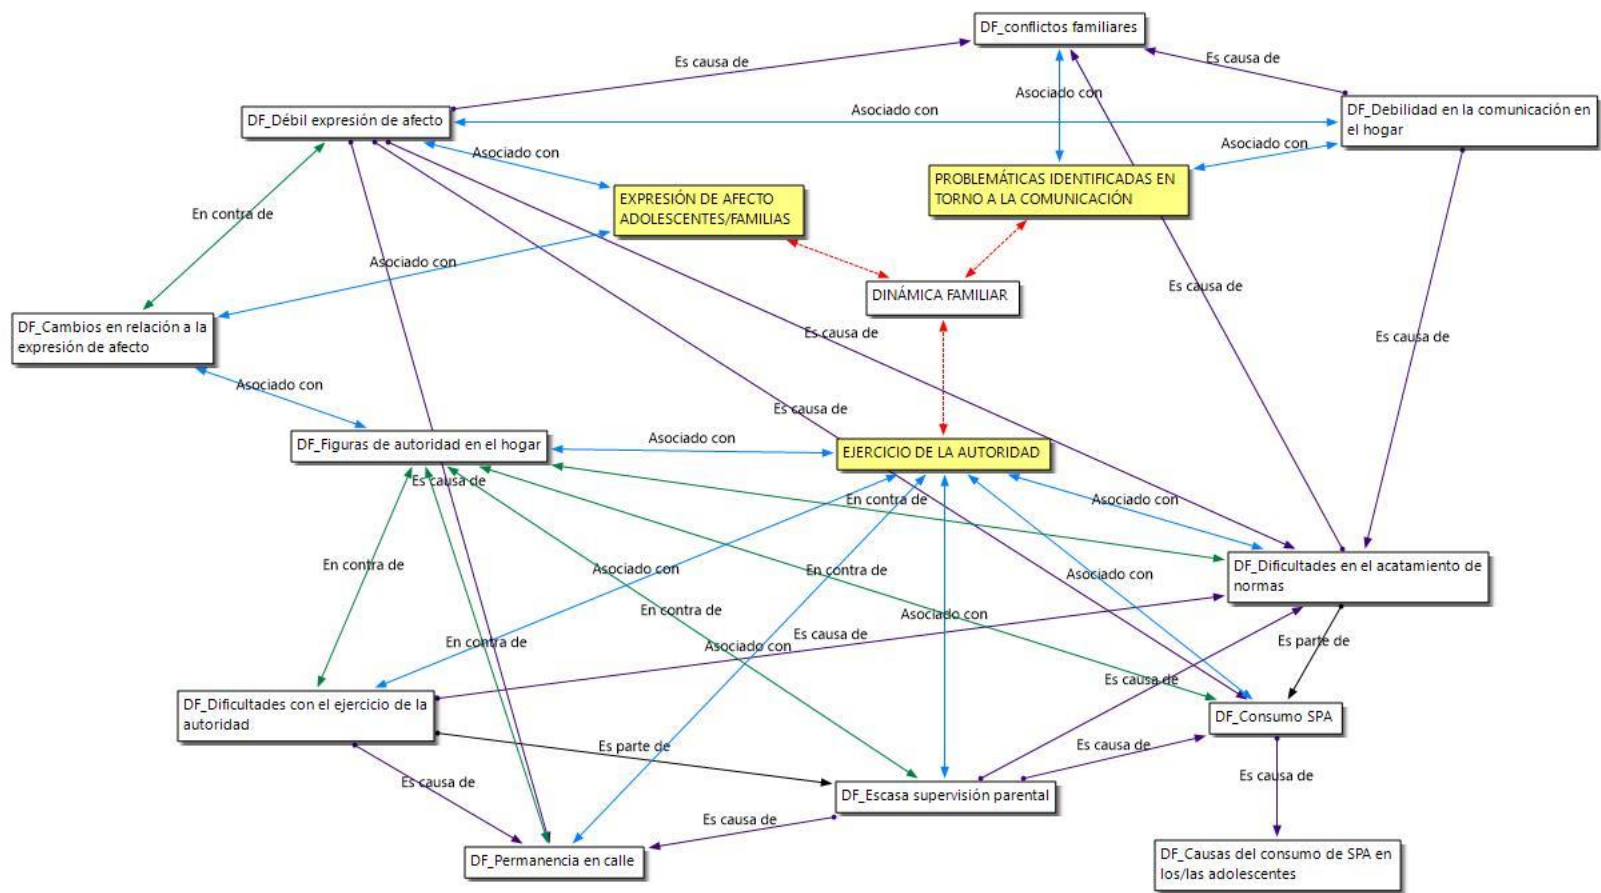 DF_conflictos familiares
Es causa de
Es causa de
Asociado con
DF_Débil expresión de afecto
Asociado con
DF_Debilidad en la comunicación en
el hogar
Asociado con
Asociado con
EXPRESIÓN DE AFECTO
ADOLESCENTES/FAMILIAS
PROBLEMÁTICAS IDENTIFICADAS EN
TORNO A LA COMUNICACIÓN
En contra de
Asociado con
DINÁMICA FAMILIAR
Es causa de
DF_Cambios en relación a la
expresión de afecto
Es causa de
Es causa de
Asociado con
Es causa de
DF_Figuras de autoridad en el hogar
Asociado con
EJERCICIO DE LA AUTORIDAD
Es causa de
En contra de
Asociado con
En contra de
Asociado con
En contra de
Asociado con
DF_Dificultades en el acatamiento de
normas
En contra de
Asociado con
En contra de
Asociado con
Es causa de
Es parte de
Es causa de
DF_Dificultades con el ejercicio de la
autoridad
DF_Consumo SPA
Es parte de
Es causa de
Es causa de
Es causa de
DF_Escasa supervisión parental
Es causa de
DF_Permanencia en calle
DF_Causas del consumo de SPA en
los/las adolescentes